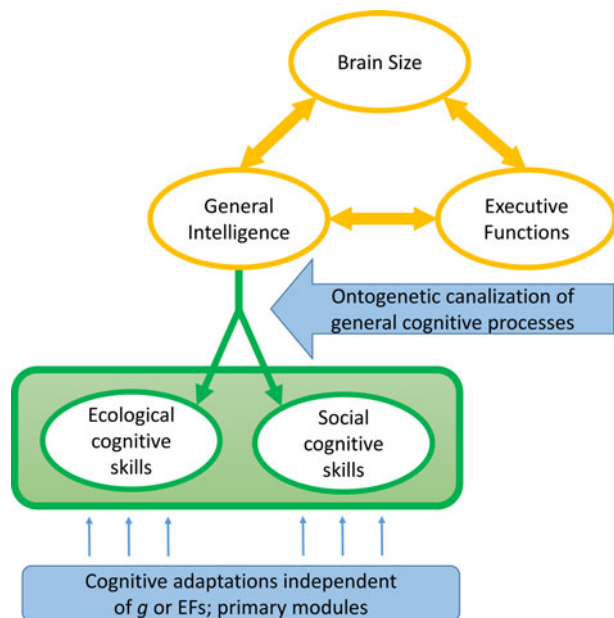 Brain Size
General
Intelligence
Executive
Functions
Ontogenetic canalization of
general cognitive processes
Ecological
cognitive
skills
Social
cognitive
skills
Cognitive adaptations independent
of g or EFs; primary modules